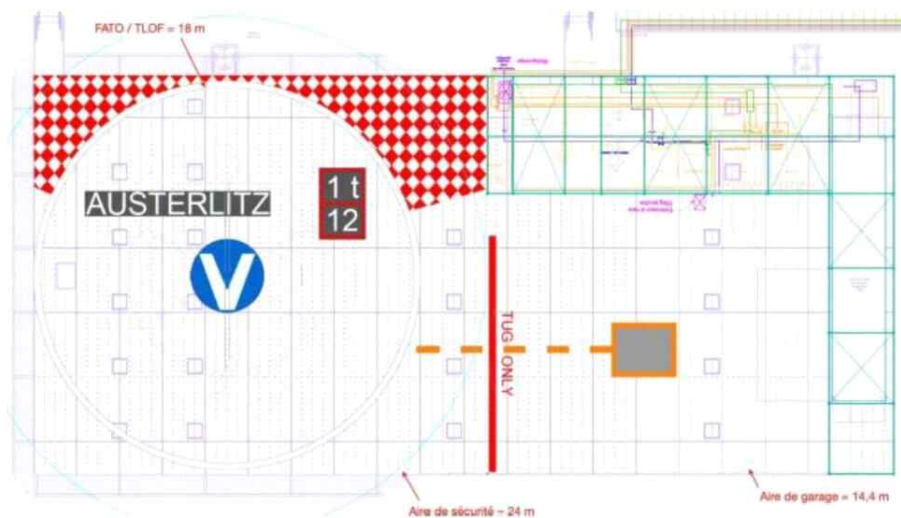 FATO / TLOF = 18 m
AUSTERLITZ
1 t
12
V
TUG ONLY
Aire de sécurité - 24 m
Aire de garage = 14,4 m